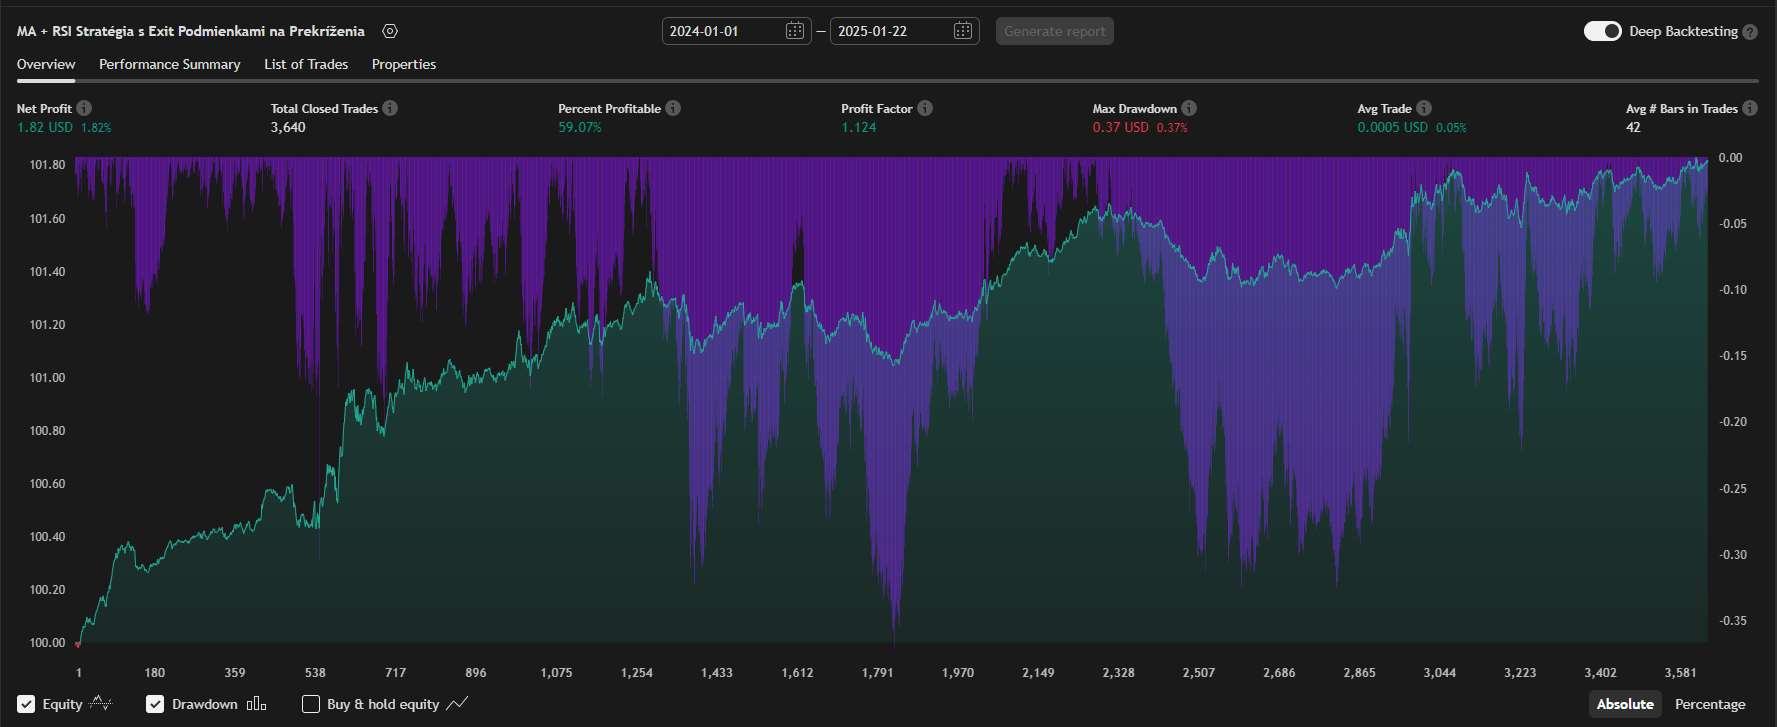 MA + RSI Stratégia s Exit Podmienkami na Prekríženia
2024-01-01 — 2025-01-22 Generate report Deep Backtesting ?
Overview Performance Summary List of Trades Properties
Net Profit Total Closed Trades Percent Profitable Profit Factor Max Drawdown Avg Trade Avg # Bars in Trades
1.82 USD 1.82% 3,640 59.07% 1.124 0.37 USD 0.37% 0.0005 USD 0.05% 42
101.80 0.00
101.60 -0.05
101.40 -0.10
101.20 -0.15
101.00 -0.20
100.80 -0.25
100.60 -0.30
100.40 -0.35
100.20
100.00
1 180 359 538 717 896 1,075 1,254 1,433 1,612 1,791 1,970 2,149 2,328 2,507 2,686 2,865 3,044 3,223 3,402 3,581
Equity Drawdown Buy & hold equity Absolute Percentage